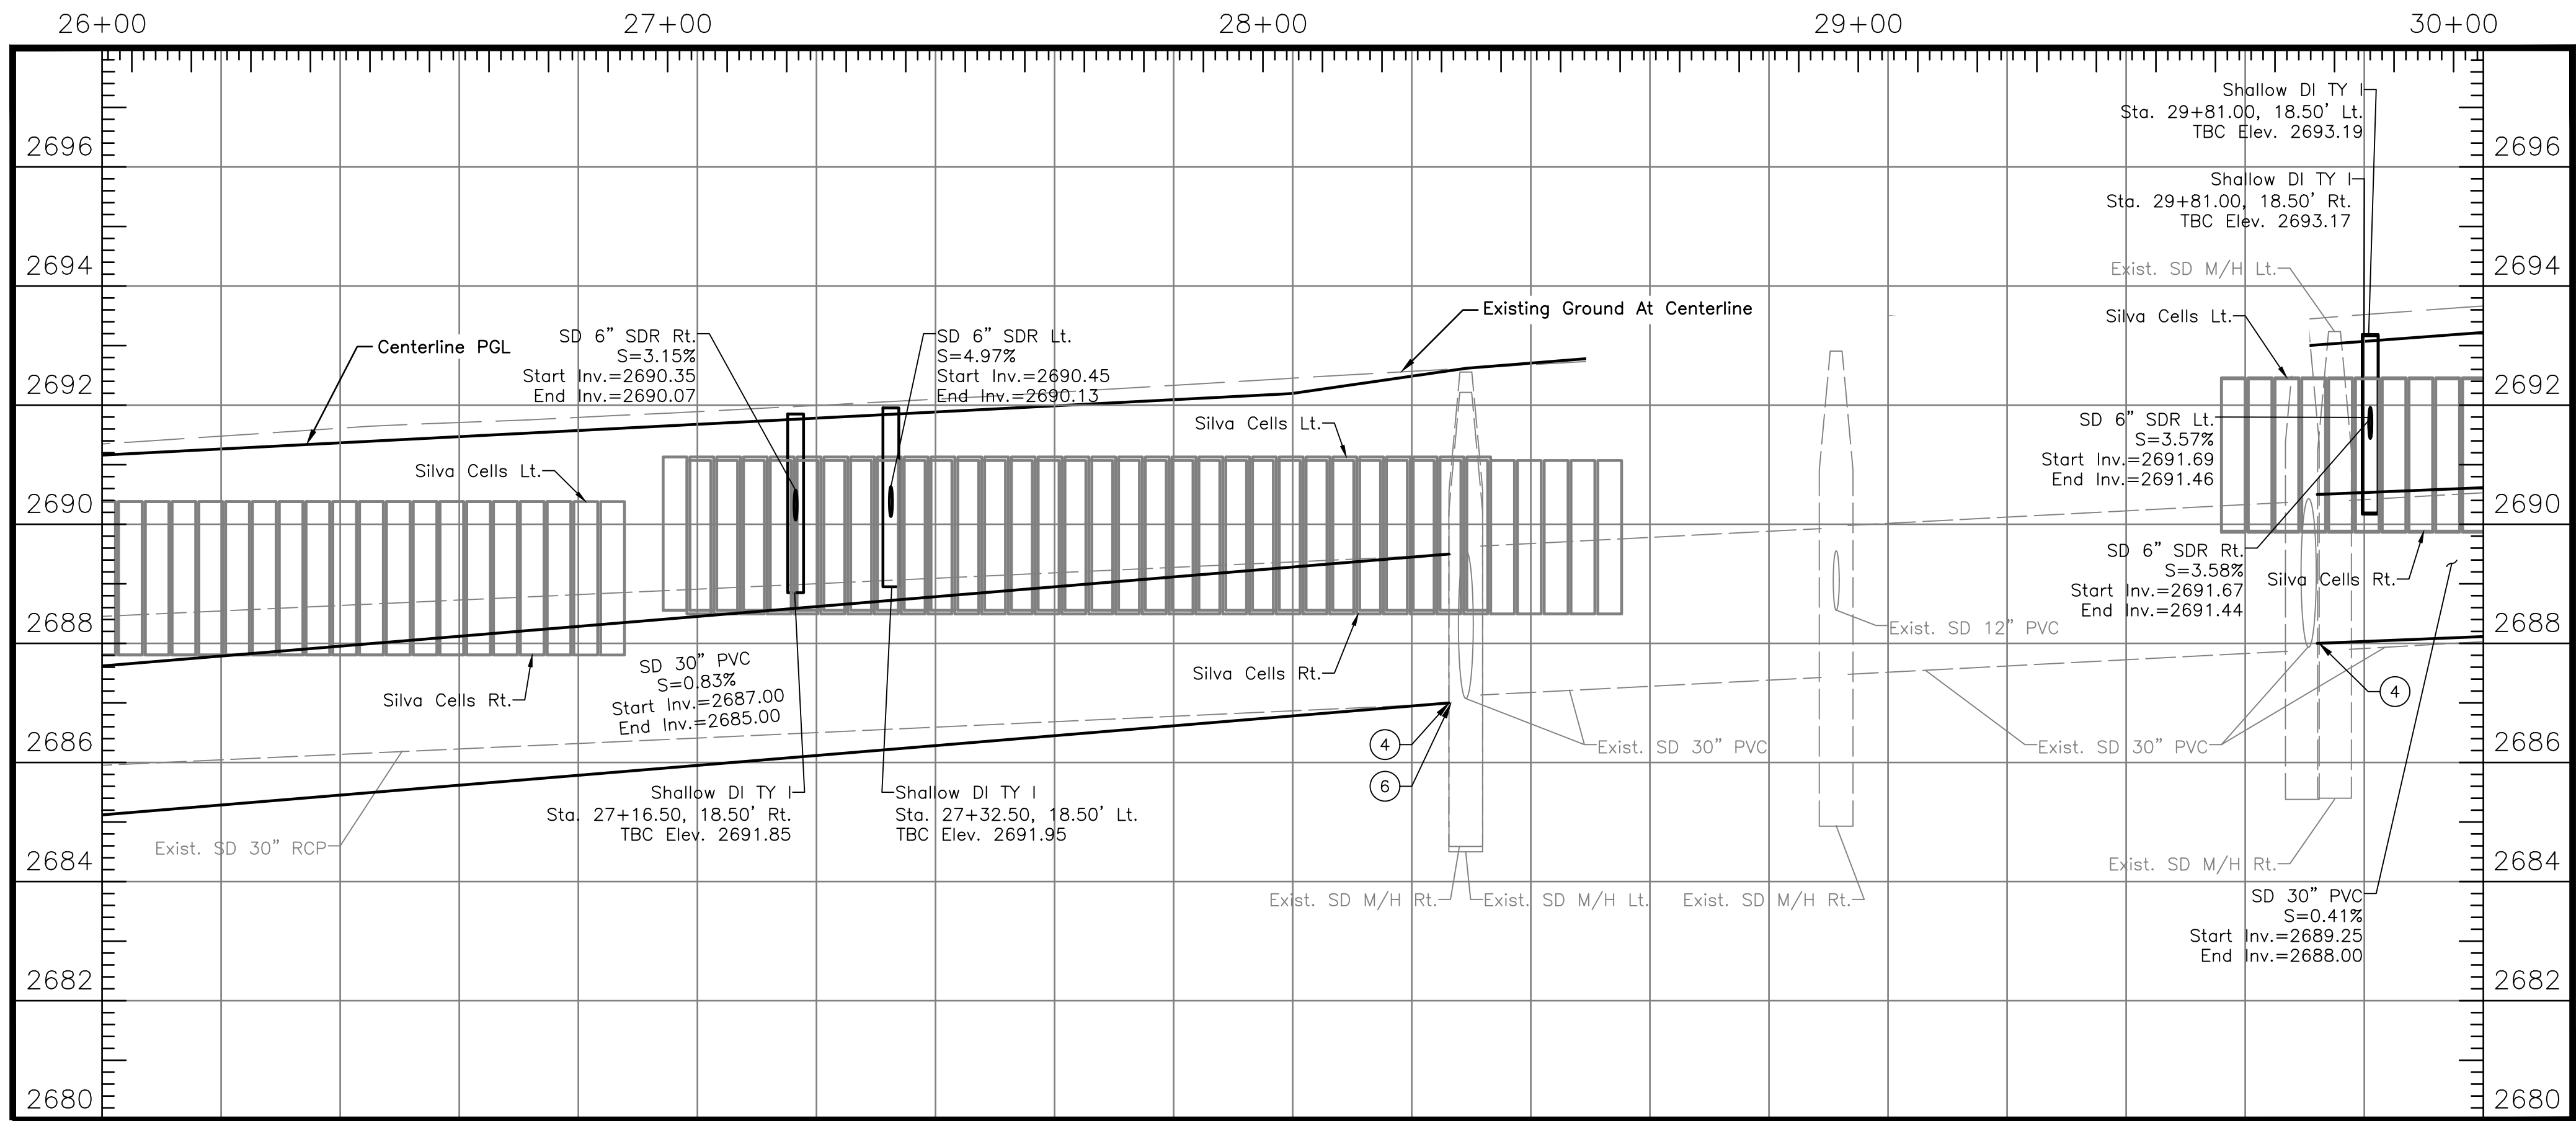 26+00
27+00
28+00
29+00
30+00
Shallow DI TY I
Sta. 29+81.00, 18.50' Lt.
TBC Elev. 2693.19
2696
2696
Shallow DI TY I
Sta. 29+81.00, 18.50' Rt.
TBC Elev. 2693.17
2694
Exist. SD M/H Lt.
2694
Silva Cells Lt.
Existing Ground At Centerline
Centerline PGL
SD 6" SDR Rt.
S=3.15%
Start Inv.=2690.35
End Inv.=2690.07
SD 6" SDR Lt.
S=4.97%
Start Inv.=2690.45
End Inv.=2690.13
2692
2692
Silva Cells Lt.
SD 6" SDR Lt.
S=3.57%
Start Inv.=2691.69
End Inv.=2691.46
Silva Cells Lt.
2690
2690
SD 6" SDR Rt.
S=3.58%
Start Inv.=2691.67
End Inv.=2691.44
Silva Cells Rt.
2688
2688
Exist. SD 12" PVC
SD 30" PVC
S=0.83%
Start Inv.=2687.00
End Inv.=2685.00
Silva Cells Rt.
Silva Cells Rt.
4
2686
4
Exist. SD 30" PVC
Exist. SD 30" PVC
2686
6
Shallow DI TY I
Sta. 27+16.50, 18.50' Rt.
TBC Elev. 2691.85
Shallow DI TY I
Sta. 27+32.50, 18.50' Lt.
TBC Elev. 2691.95
Exist. SD 30" RCP
2684
Exist. SD M/H Rt.
2684
Exist. SD M/H Rt.
Exist. SD M/H Lt.
Exist. SD M/H Rt.
SD 30" PVC
S=0.41%
Start Inv.=2689.25
End Inv.=2688.00
2682
2682
2680
2680